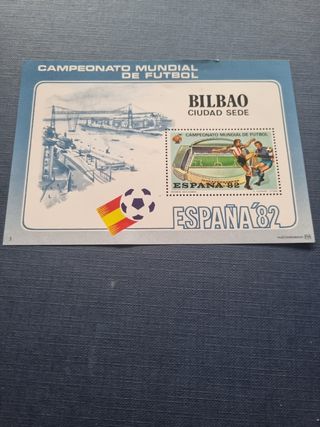 CAMPEONATO MUNDIAL
DE FUTBOL
BILBAO
CIUDAD SEDE
CAMPEONATO MUNDIAL DE FUTBOL
ESPAÑA'82
ESPAÑA'82